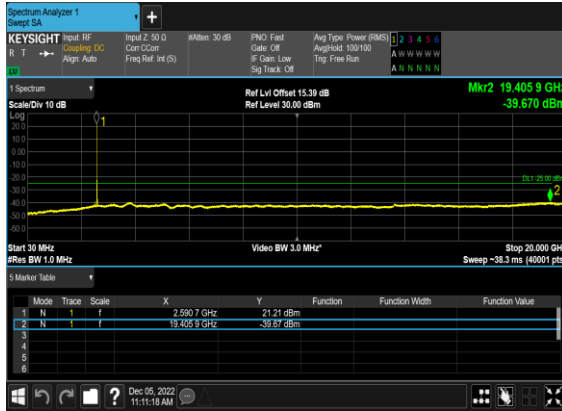 Spectrum Analyzer 1
Swept SA
+
KEYSIGHT Input: RF Input Z: 50 Ω #Atten: 30 dB PNO: Fast Avg Type: Power (RMS) 1 2 3 4 5 6
R T Coupling: DC Corr CCorr Gate: Off Avg|Hold: 100/100 A W W W W W
Align: Auto Freq Ref: Int (S) IF Gain: Low Trig: Free Run
LV Sig Track: Off A N N N N N
1 Spectrum Ref Lvl Offset 15.39 dB Mkr2 19.405 9 GHz
Scale/Div 10 dB Ref Level 30.00 dBm -39.670 dBm
Log
1
20.0
10.0
0.00
-10.0
-20.0 DL1 -25.00 dBm
-30.0 2
-40.0
-50.0
-60.0
Start 30 MHz Video BW 3.0 MHz* Stop 20.000 GH
#Res BW 1.0 MHz Sweep ~38.3 ms (40001 pts
5 Marker Table
Mode Trace Scale X Y Function Function Width Function Value
1 N 1 f 2.590 7 GHz 21.21 dBm
2 N 1 f 19.405 9 GHz -39.67 dBm
3
4
5
6
? Dec 05, 2022
11:11:18 AM